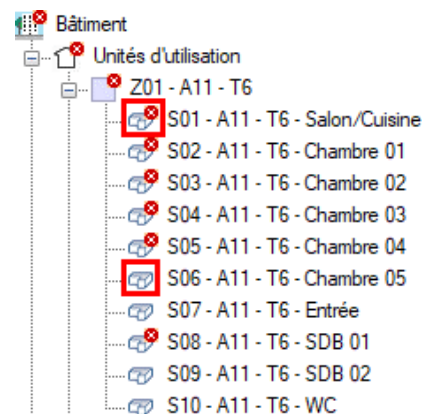 Bâtiment
Unités d'utilisation
Z01 - A11 - T6
S01 - A11 - T6 - Salon/Cuisine
S02 - A11 - T6 - Chambre 01
S03 - A11 - T6 - Chambre 02
S04 - A11 - T6 - Chambre 03
S05 - A11 - T6 - Chambre 04
S06 - A11 - T6 - Chambre 05
S07 - A11 - T6 - Entrée
S08 - A11 - T6 - SDB 01
S09 - A11 - T6 - SDB 02
S10 - A11 - T6 - WC